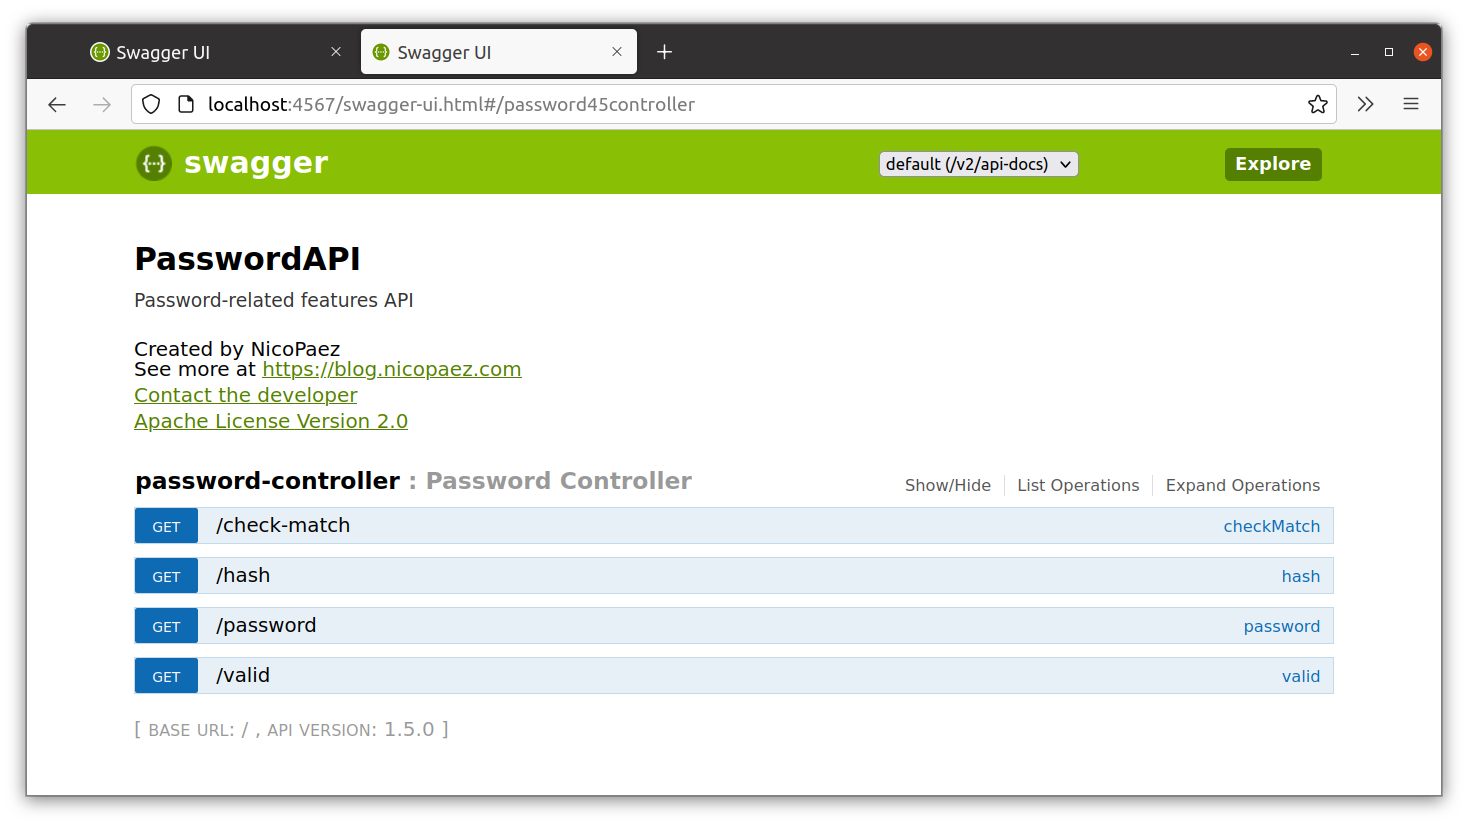 Swagger UI
Swagger UI
localhost:4567/swagger-ui.html#/password45controller
{···} swagger
default (/v2/api-docs)
Explore
PasswordAPI
Password-related features API
Created by NicoPaez
See more at https://blog.nicopaez.com
Contact the developer
Apache License Version 2.0
password-controller : Password Controller
Show/Hide
List Operations
Expand Operations
GET /check-match checkMatch
GET /hash hash
GET /password password
GET /valid valid
[ BASE URL: / , API VERSION: 1.5.0 ]